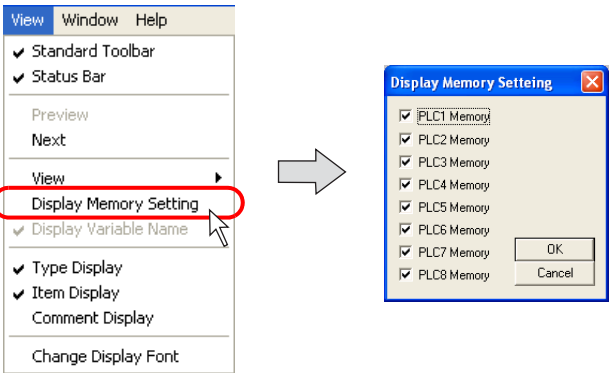 View Window Help
Standard Toolbar
Status Bar
Preview
Next
View
Display Memory Setting
Display Variable Name
Type Display
Item Display
Comment Display
Change Display Font
Display Memory Setteing
PLC1 Memory
PLC2 Memory
PLC3 Memory
PLC4 Memory
PLC5 Memory
PLC6 Memory
PLC7 Memory
PLC8 Memory
OK
Cancel